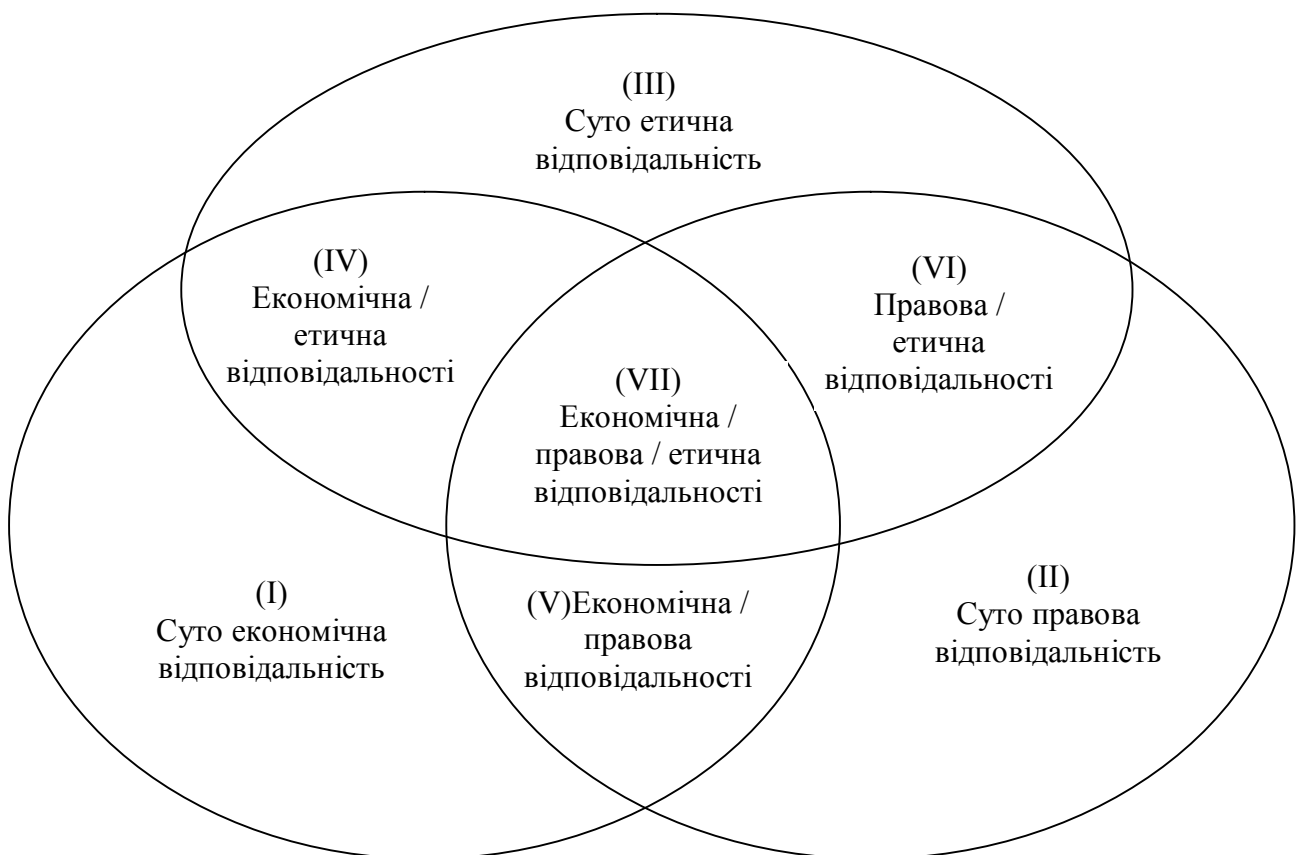 (III)
Суто етична
відповідальність
(IV)
Економічна /
етична
відповідальності
(VI)
Правова /
етична
відповідальності
(VII)
Економічна /
правова / етична
відповідальності
(I)
Суто економічна
відповідальність
(V)Економічна /
правова
відповідальності
(II)
Суто правова
відповідальність